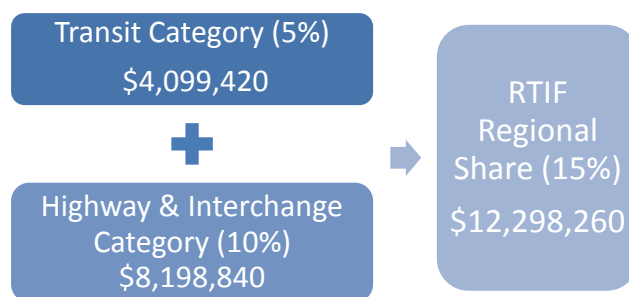 Transit Category (5%)
$4,099,420
Highway & Interchange
Category (10%)
$8,198,840
RTIF
Regional
Share (15%)
$12,298,260